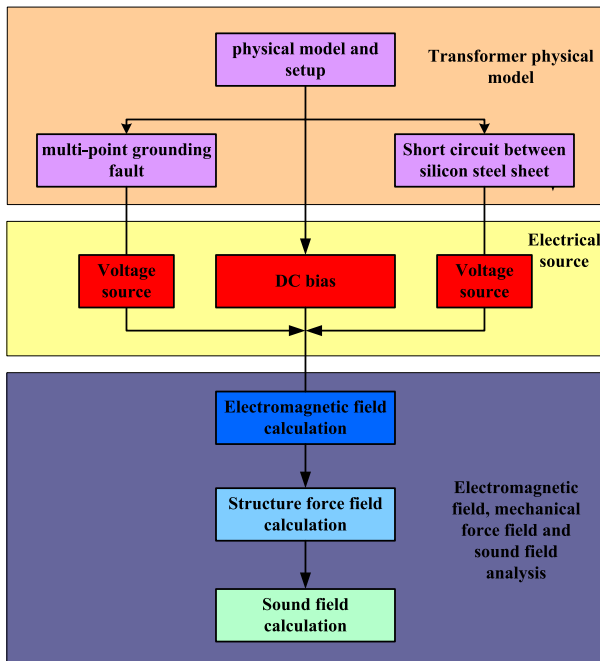 physical model and
setup
Transformer physical
model
multi-point grounding
fault
Short circuit between
silicon steel sheet
Electrical
source
Voltage
source
DC bias
Voltage
source
Electromagnetic field
calculation
Structure force field
calculation
Electromagnetic
field, mechanical
force field and
sound field
analysis
Sound field
calculation